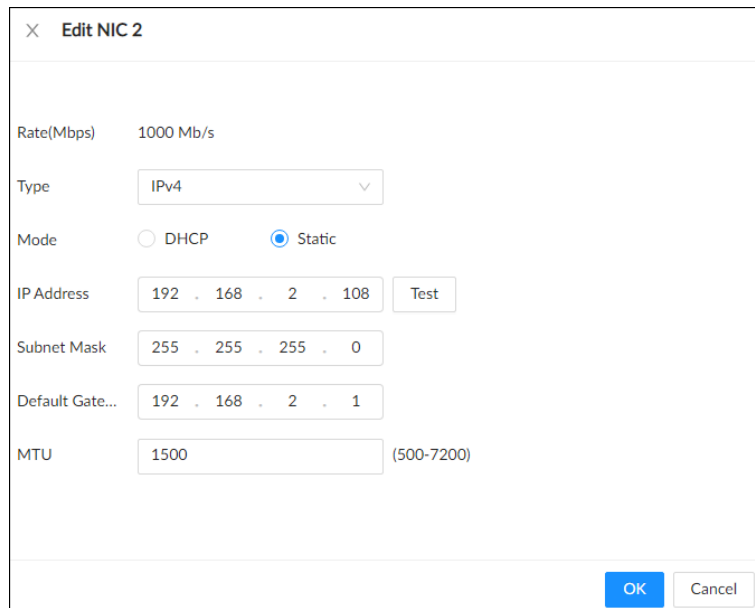 Edit NIC 2
Rate(Mbps) 1000 Mb/s
Type IPv4
Mode DHCP Static
IP Address 192 . 168 . 2 . 108 Test
Subnet Mask 255 . 255 . 255 . 0
Default Gate... 192 . 168 . 2 . 1
MTU 1500 (500-7200)
OK Cancel